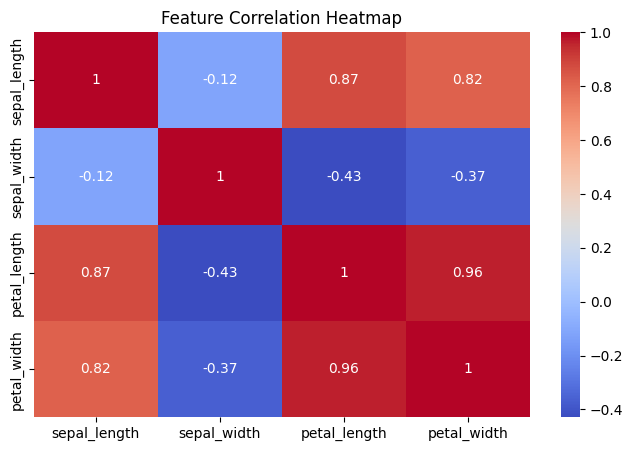 Feature Correlation Heatmap
sepal_length
1
-0.12
0.87
0.82
sepal_width
-0.12
1
-0.43
-0.37
petal_length
0.87
-0.43
1
0.96
petal_width
0.82
-0.37
0.96
1
sepal_length
sepal_width
petal_length
petal_width
1.0
0.8
0.6
0.4
0.2
0.0
−0.2
−0.4